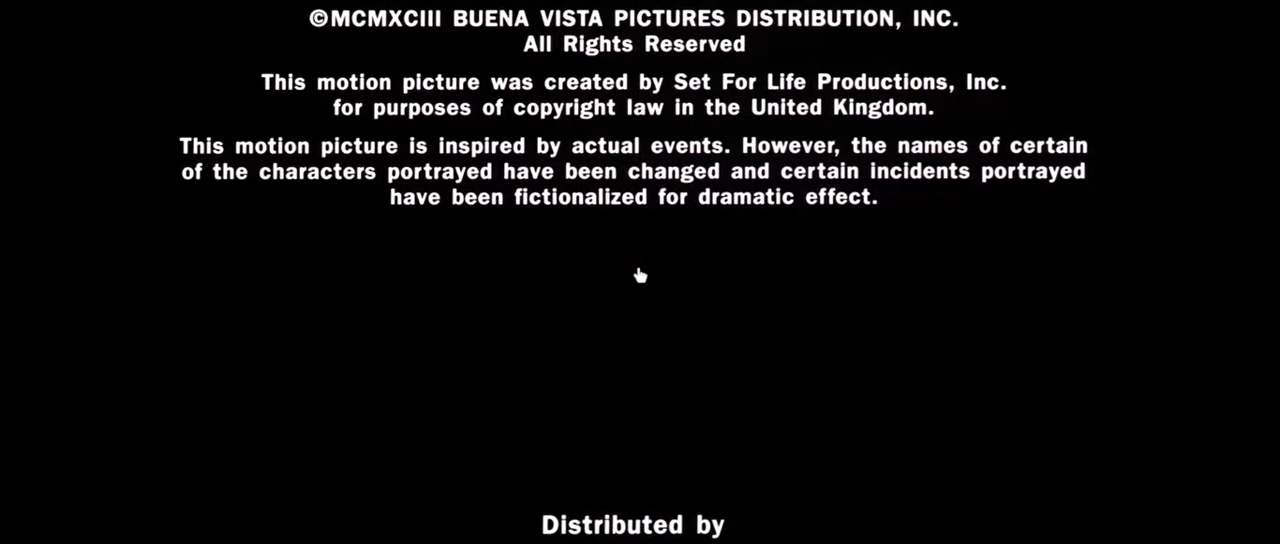 ©MCMXCIII BUENA VISTA PICTURES DISTRIBUTION, INC.
All Rights Reserved
This motion picture was created by Set For Life Productions, Inc.
for purposes of copyright law in the United Kingdom.
This motion picture is inspired by actual events. However, the names of certain
of the characters portrayed have been changed and certain incidents portrayed
have been fictionalized for dramatic effect.
Distributed by